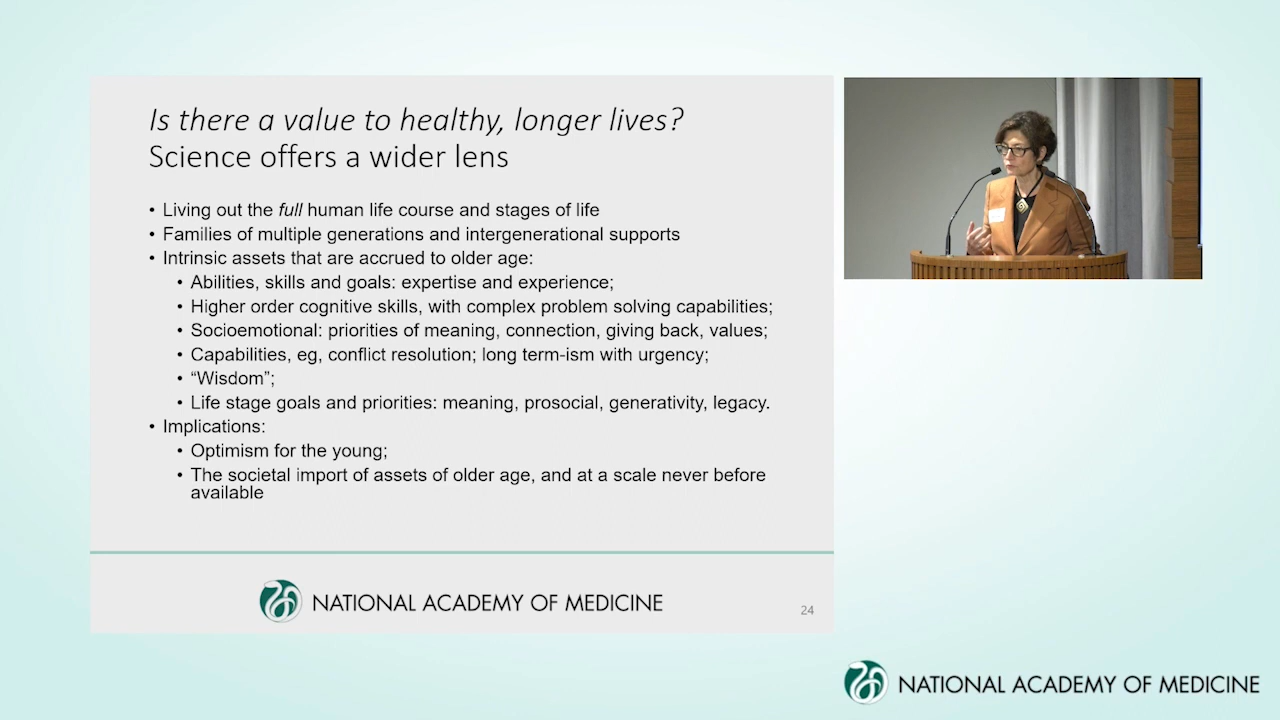 Is there a value to healthy, longer lives?
Science offers a wider lens
• Living out the full human life course and stages of life
• Families of multiple generations and intergenerational supports
• Intrinsic assets that are accrued to older age:
• Abilities, skills and goals: expertise and experience;
• Higher order cognitive skills, with complex problem solving capabilities;
• Socioemotional: priorities of meaning, connection, giving back, values;
• Capabilities, eg, conflict resolution; long term-ism with urgency;
• “Wisdom”;
• Life stage goals and priorities: meaning, prosocial, generativity, legacy.
• Implications:
• Optimism for the young;
• The societal import of assets of older age, and at a scale never before
available
NATIONAL ACADEMY OF MEDICINE
24
NATIONAL ACADEMY OF MEDICINE